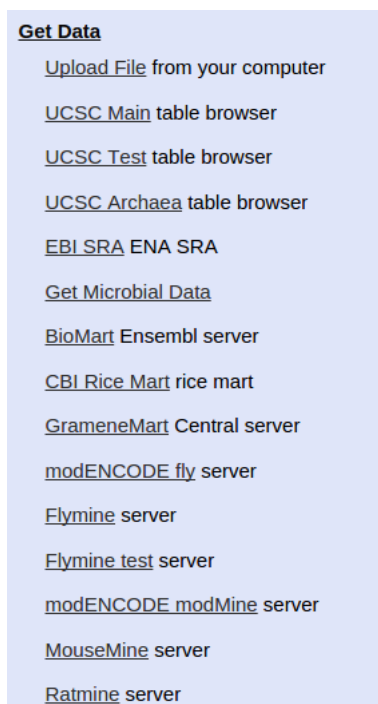 Get Data
Upload File from your computer
UCSC Main table browser
UCSC Test table browser
UCSC Archaea table browser
EBI SRA ENA SRA
Get Microbial Data
BioMart Ensembl server
CBI Rice Mart rice mart
GrameneMart Central server
modENCODE fly server
Flymine server
Flymine test server
modENCODE modMine server
MouseMine server
Ratmine server